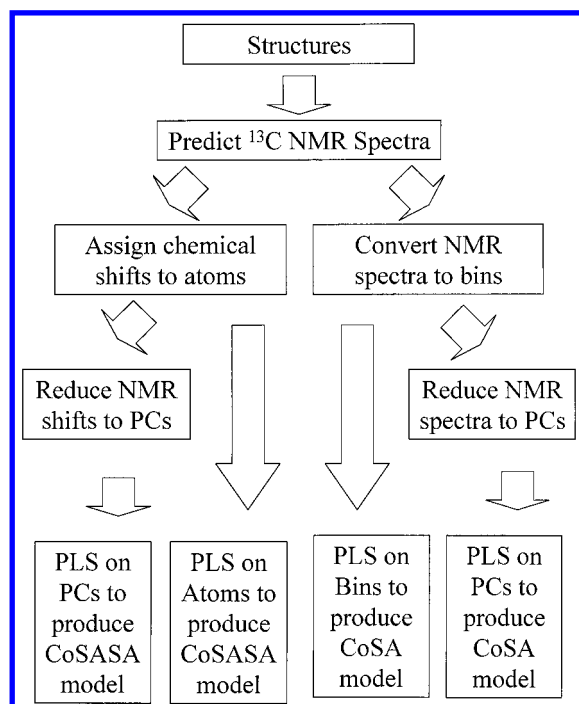 Structures
Predict ¹³C NMR Spectra
Assign chemical
shifts to atoms
Convert NMR
spectra to bins
Reduce NMR
shifts to PCs
Reduce NMR
spectra to PCs
PLS on
PCs to
produce
CoSASA
model
PLS on
Atoms to
produce
CoSASA
model
PLS on
Bins to
produce
CoSA
model
PLS on
PCs to
produce
CoSA
model